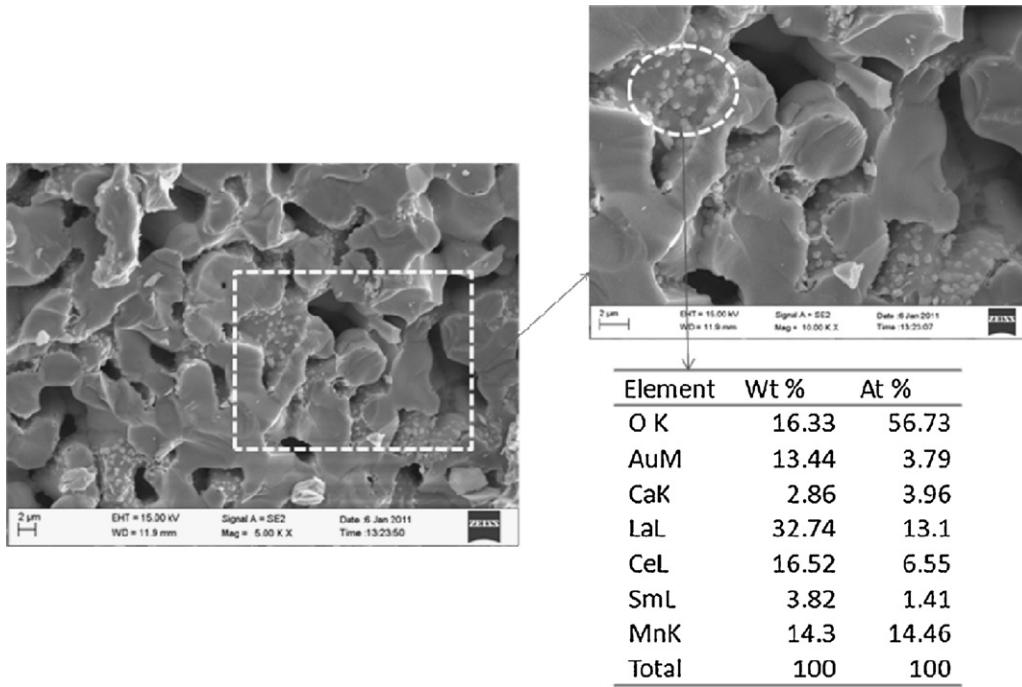 2 µm
EHT = 15.00 kV
Signal A = SE2
Date :6 Jan 2011
WD = 11.9 mm
Mag = 10.00 K X
Time :13:23:07
ZEISS
2 µm
EHT = 15.00 kV
Signal A = SE2
Date :6 Jan 2011
WD = 11.9 mm
Mag = 5.00 K X
Time :13:23:50
ZEISS
Element Wt % At %
O K 16.33 56.73
AuM 13.44 3.79
CaK 2.86 3.96
LaL 32.74 13.1
CeL 16.52 6.55
SmL 3.82 1.41
MnK 14.3 14.46
Total 100 100